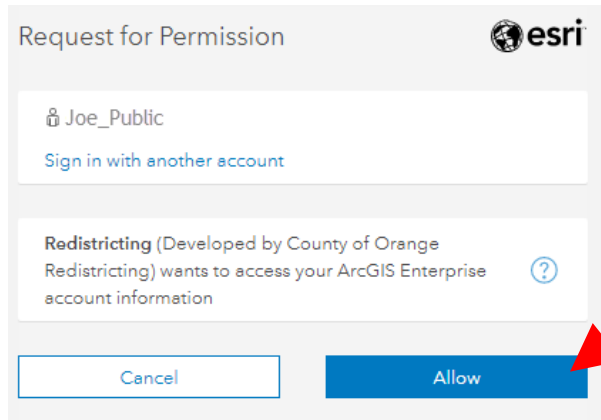 Request for Permission
esri
Joe_Public
Sign in with another account
Redistricting (Developed by County of Orange
Redistricting) wants to access your ArcGIS Enterprise
account information
?
Cancel
Allow